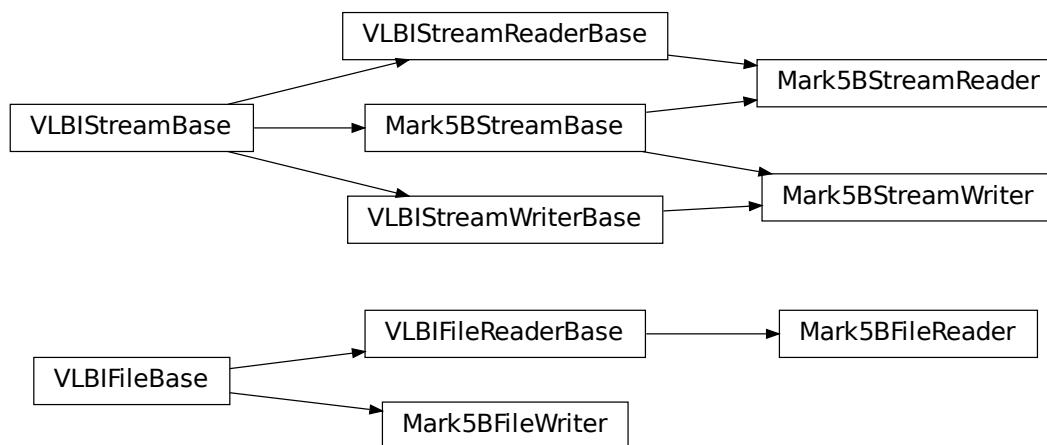 VLBIStreamReaderBase
Mark5BStreamReader
VLBIStreamBase
Mark5BStreamBase
Mark5BStreamWriter
VLBIStreamWriterBase
VLBIFileReaderBase
Mark5BFileReader
VLBIFileBase
Mark5BFileWriter